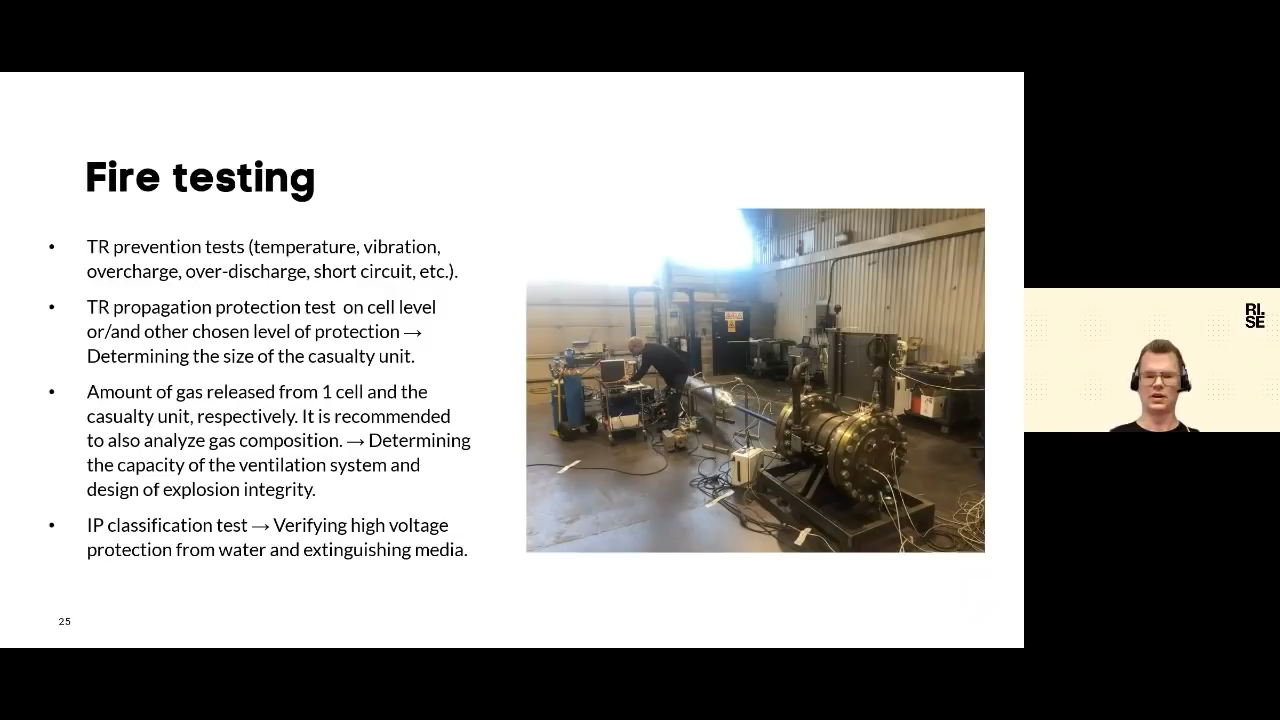 Fire testing
• TR prevention tests (temperature, vibration,
overcharge, over-discharge, short circuit, etc.).
• TR propagation protection test on cell level
or/and other chosen level of protection →
Determining the size of the casualty unit.
• Amount of gas released from 1 cell and the
casualty unit, respectively. It is recommended
to also analyze gas composition. → Determining
the capacity of the ventilation system and
design of explosion integrity.
• IP classification test → Verifying high voltage
protection from water and extinguishing media.
25
RI.
SE